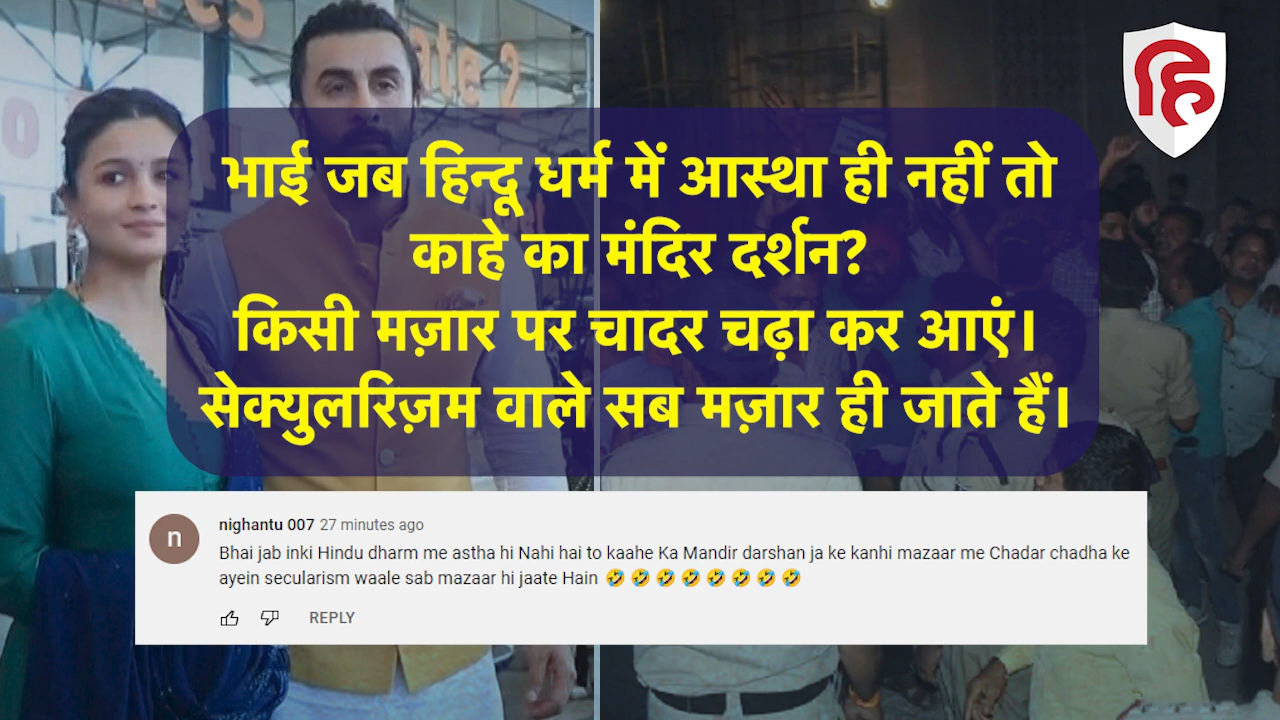 ate 2
हि
भाई जब हिन्दू धर्म में आस्था ही नहीं तो
काहे का मंदिर दर्शन?
किसी मज़ार पर चादर चढ़ा कर आएं।
सेक्युलरिज़म वाले सब मज़ार ही जाते हैं।
n
nighantu 007 27 minutes ago
Bhai jab inki Hindu dharm me astha hi Nahi hai to kaahe Ka Mandir darshan ja ke kanhi mazaar me Chadar chadha ke
ayein secularism waale sab mazaar hi jaate Hain 🤣🤣🤣🤣🤣🤣🤣🤣
REPLY